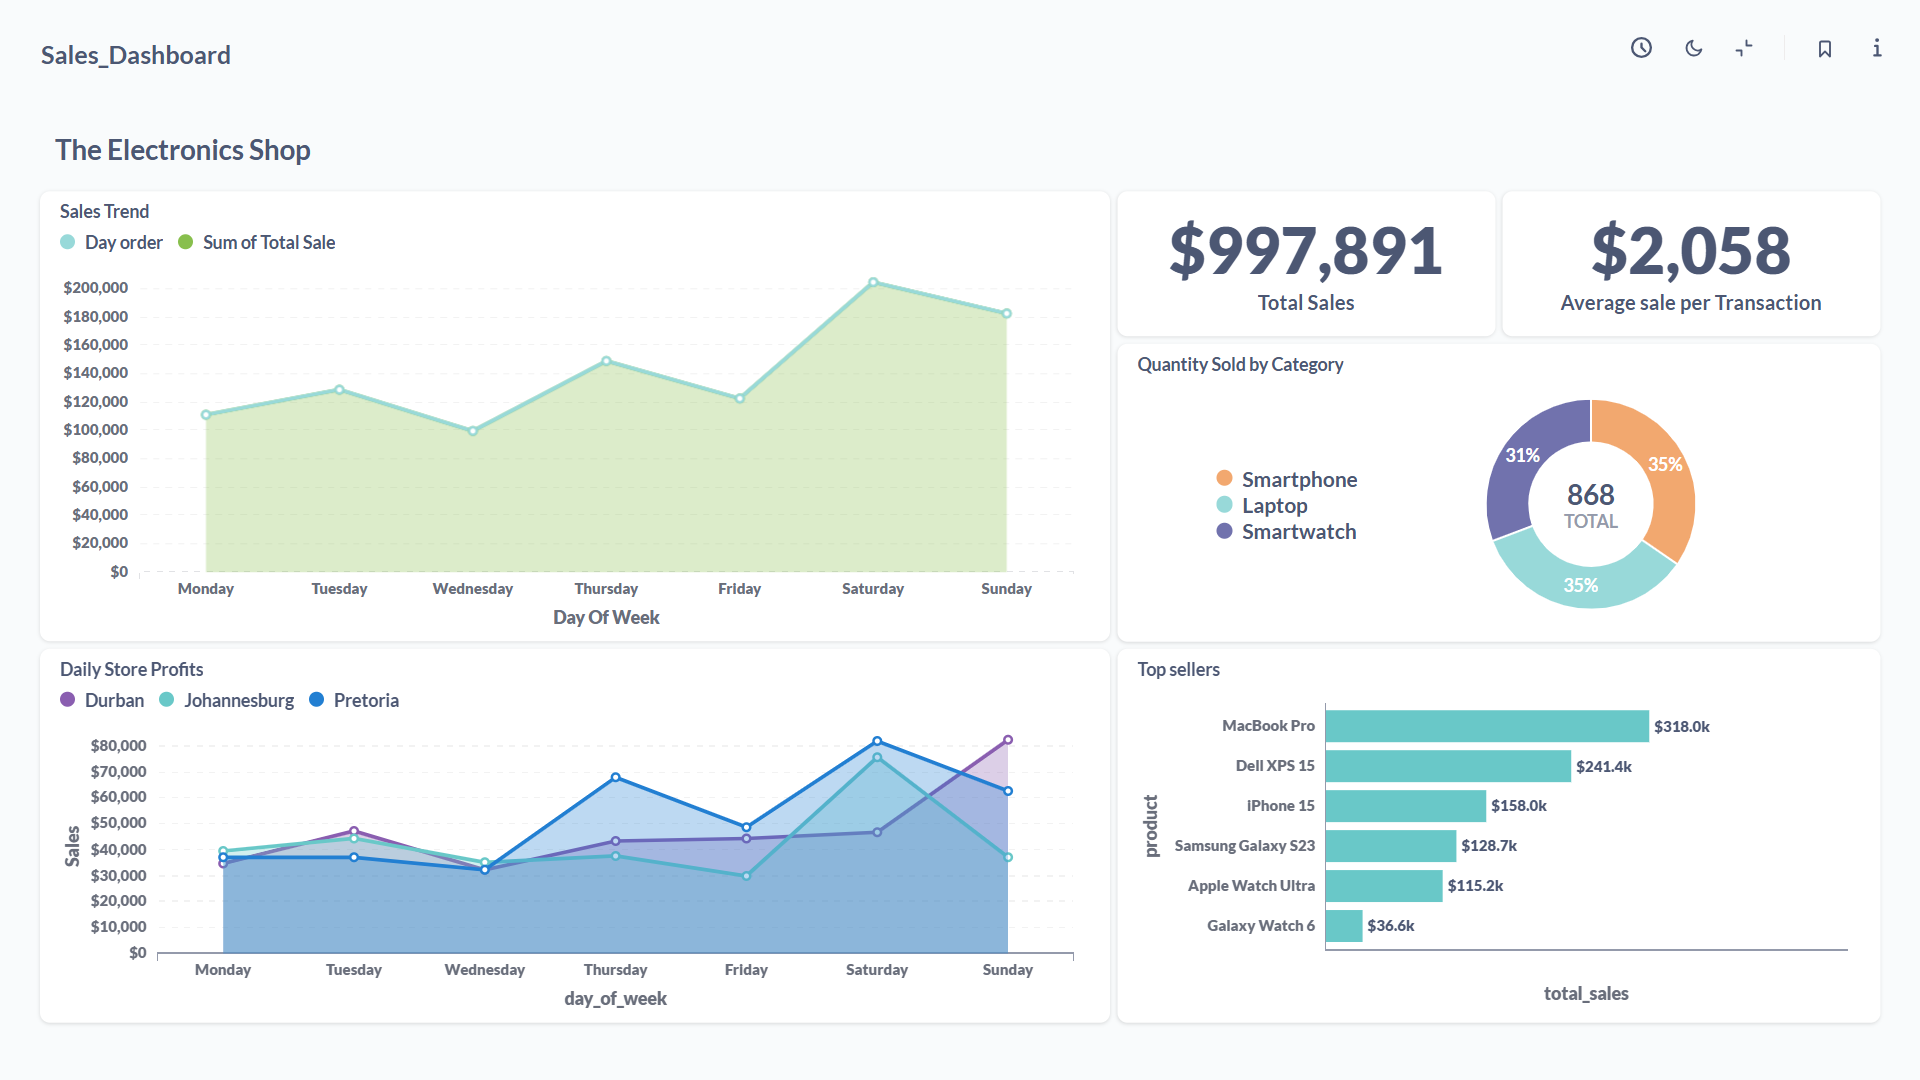 Sales_Dashboard
The Electronics Shop
Sales Trend
Day order
Sum of Total Sale
$200,000
$180,000
$160,000
$140,000
$120,000
$100,000
$80,000
$60,000
$40,000
$20,000
$0
Monday
Tuesday
Wednesday
Thursday
Friday
Saturday
Sunday
Day Of Week
$997,891
Total Sales
$2,058
Average sale per Transaction
Quantity Sold by Category
Smartphone
Laptop
Smartwatch
31%
35%
868
TOTAL
35%
Daily Store Profits
Durban
Johannesburg
Pretoria
Sales
$80,000
$70,000
$60,000
$50,000
$40,000
$30,000
$20,000
$10,000
$0
Monday
Tuesday
Wednesday
Thursday
Friday
Saturday
Sunday
day_of_week
Top sellers
product
MacBook Pro
$318.0k
Dell XPS 15
$241.4k
iPhone 15
$158.0k
Samsung Galaxy S23
$128.7k
Apple Watch Ultra
$115.2k
Galaxy Watch 6
$36.6k
total_sales